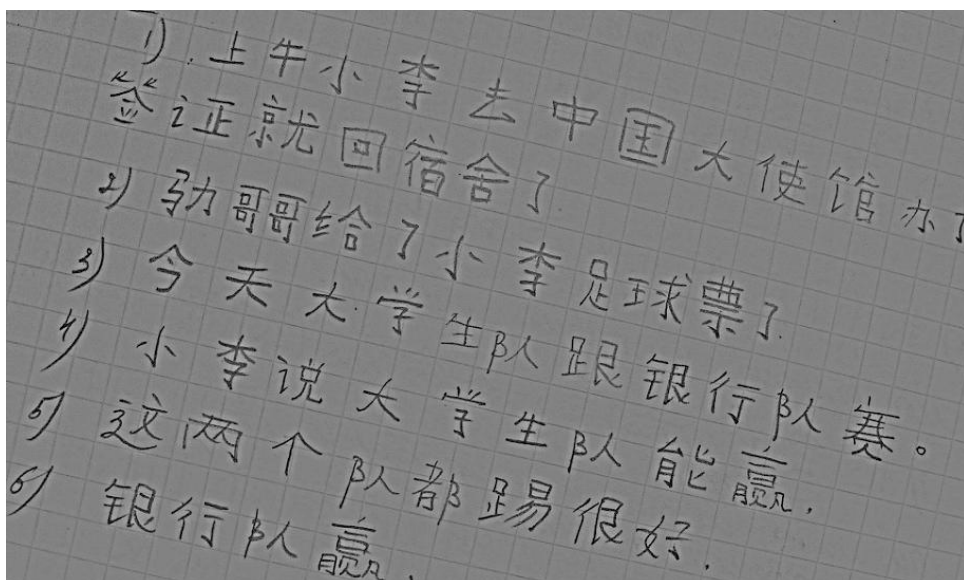 1). 上牛小李去中国大使馆办了
签证就回宿舍了.
2) 哥哥给了小李足球票了.
3) 今天大学生队跟银行队赛。
4) 小李说大学生队能赢.
5) 这两个队都踢很好.
6) 银行队赢.